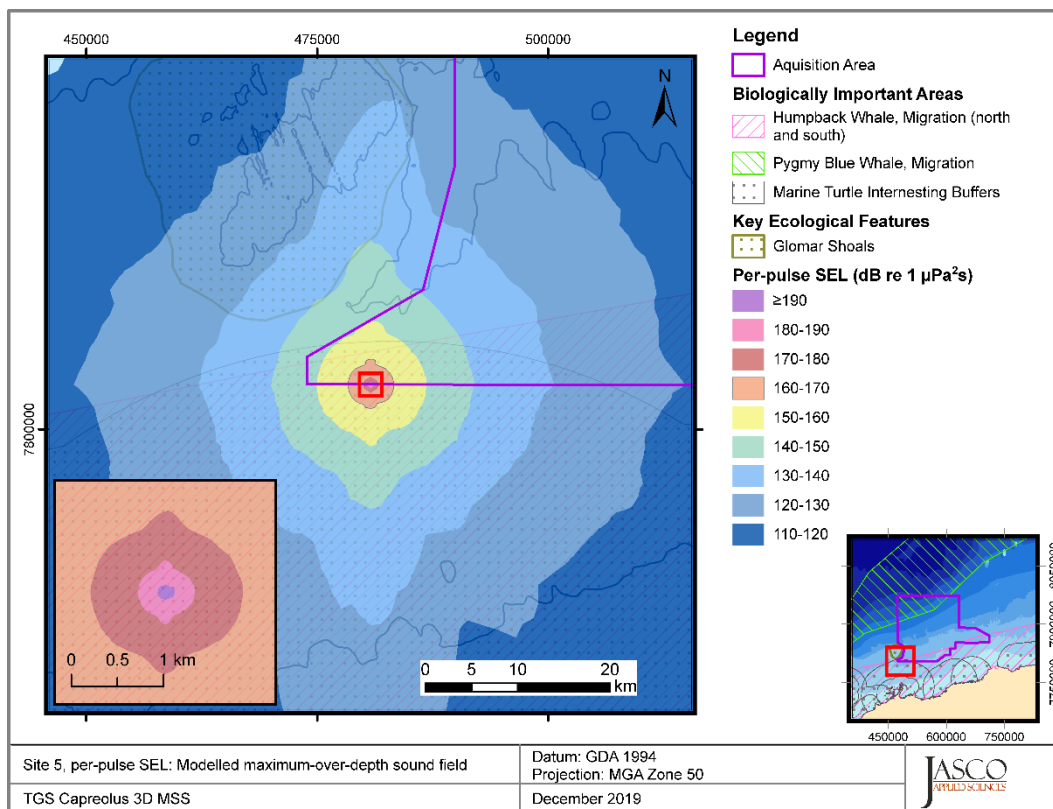 450000 475000 500000
7800000
N
0 0.5 1 km
0 5 10 20
km
Legend
Aquisition Area
Biologically Important Areas
Humpback Whale, Migration (north
and south)
Pygmy Blue Whale, Migration
Marine Turtle Internesting Buffers
Key Ecological Features
Glomar Shoals
Per-pulse SEL (dB re 1 µPa²s)
≥190
180-190
170-180
160-170
150-160
140-150
130-140
120-130
110-120
8050000
7900000
7750000
450000 600000 750000
Site 5, per-pulse SEL: Modelled maximum-over-depth sound field
Datum: GDA 1994
Projection: MGA Zone 50
TGS Capreolus 3D MSS
December 2019
JASCO
APPLIED SCIENCES